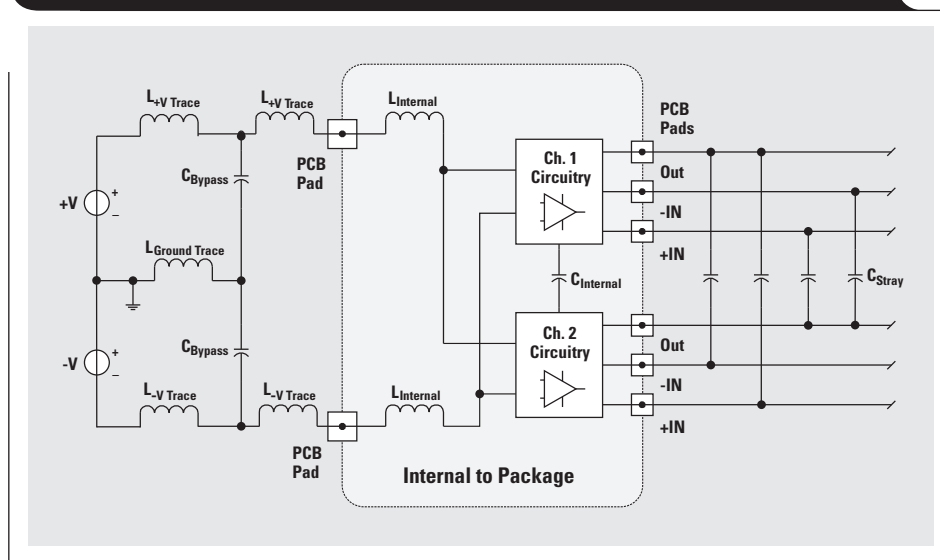 L+V Trace
L+V Trace
LInternal
PCB
Pads
CBypass
PCB
Pad
Ch. 1
Circuitry
Out
-IN
+IN
+V
+
–
LGround Trace
CInternal
CStray
CBypass
Ch. 2
Circuitry
Out
-IN
+IN
-V
+
–
L-V Trace
L-V Trace
LInternal
PCB
Pad
Internal to Package